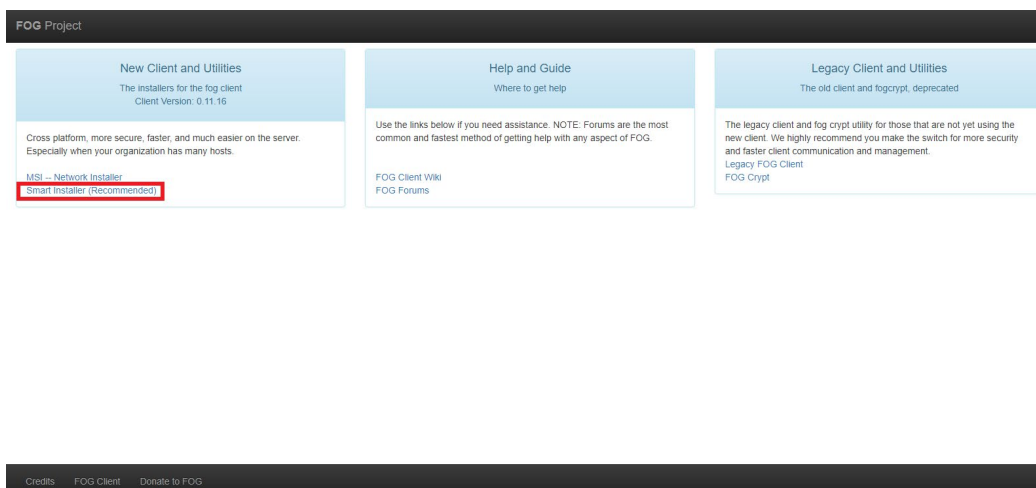 FOG Project
New Client and Utilities
The installers for the fog client
Client Version: 0.11.16
Cross platform, more secure, faster, and much easier on the server.
Especially when your organization has many hosts.
MSI -- Network Installer
Smart Installer (Recommended)
Help and Guide
Where to get help
Use the links below if you need assistance. NOTE: Forums are the most
common and fastest method of getting help with any aspect of FOG.
FOG Client Wiki
FOG Forums
Legacy Client and Utilities
The old client and fogcrypt, deprecated
The legacy client and fog crypt utility for those that are not yet using the
new client. We highly recommend you make the switch for more security
and faster client communication and management.
Legacy FOG Client
FOG Crypt
Credits FOG Client Donate to FOG